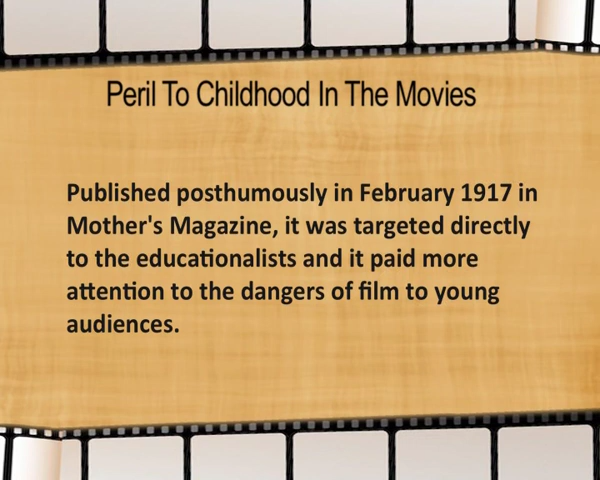 Peril To Childhood In The Movies
Published posthumously in February 1917 in
Mother's Magazine, it was targeted directly
to the educationalists and it paid more
attention to the dangers of film to young
audiences.